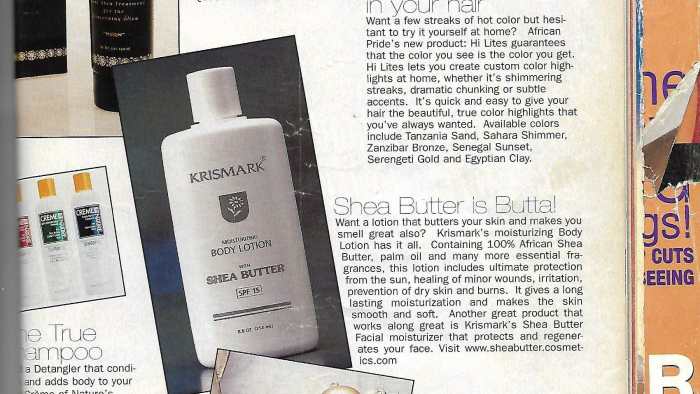 in your hair
Want a few streaks of hot color but hesi-
tant to try it yourself at home? African
Pride's new product: Hi Lites guarantees
that the color you see is the color you get.
Hi Lites lets you create custom color high-
lights at home, whether it's shimmering
streaks, dramatic chunking or subtle
accents. It's quick and easy to give your
hair the beautiful, true color highlights that
you've always wanted. Available colors
include Tanzania Sand, Sahara Shimmer,
Zanzibar Bronze, Senegal Sunset,
Serengeti Gold and Egyptian Clay.
KRISMARK
MOISTURIZING
BODY LOTION
WITH
SHEA BUTTER
SPF 15
Shea Butter is Butta!
Want a lotion that butters your skin and makes you
smell great also? Krismark's moisturizing Body
Lotion has it all. Containing 100% African Shea
Butter, palm oil and many more essential fra-
grances, this lotion includes ultimate protection
from the sun, healing of minor wounds, irritation,
prevention of dry skin and burns. It gives a long
lasting moisturization and makes the skin
smooth and soft. Another great product that
works along great is Krismark's Shea Butter
Facial moisturizer that protects and regener-
ates your face. Visit www.sheabutter.cosmet-
ics.com
CREME
CREME
he True
ampoo
a Detangler that condi-
and adds body to your
Crème of Nature's
ne
gs!
CUTS
EEING
B